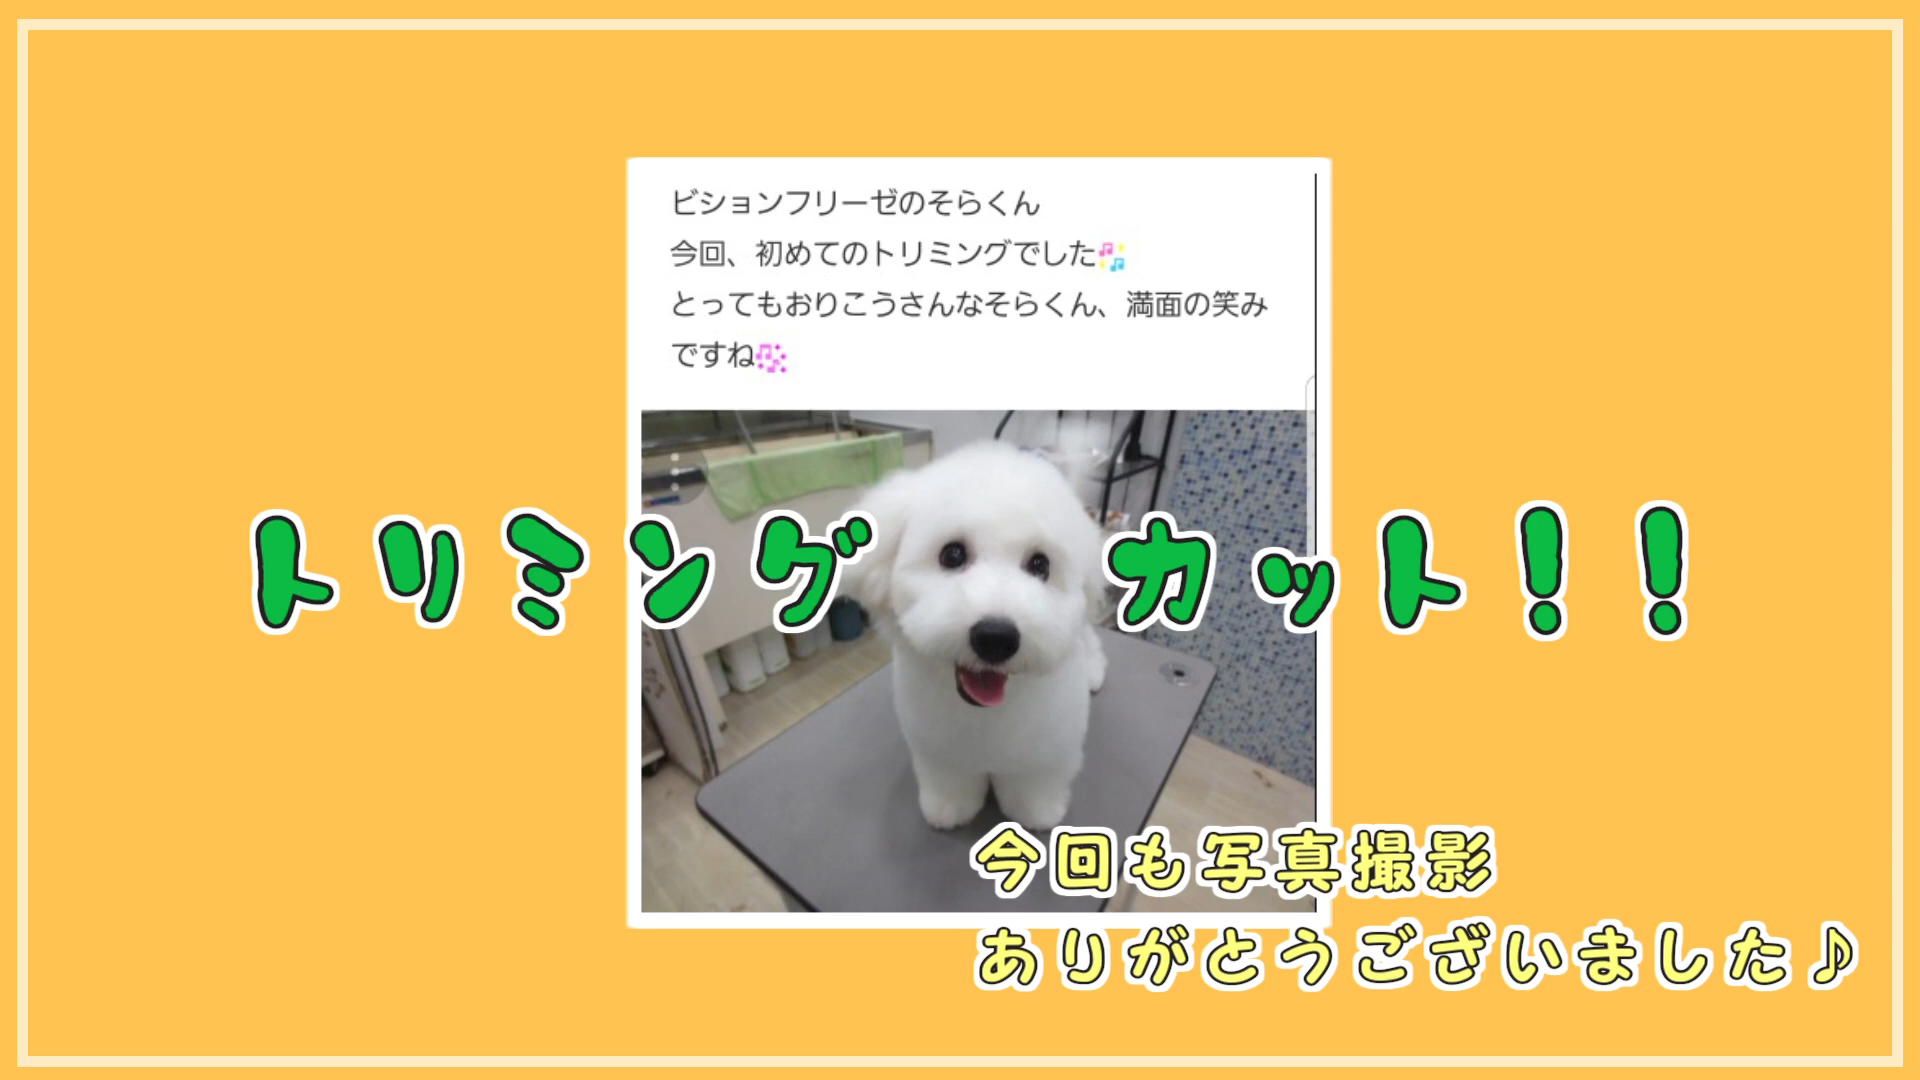 ビションフリーゼのそらくん
今回、初めてのトリミングでした
とってもおりこうさんなそらくん、満面の笑み
ですね
トリミング　カット！！
今回も写真撮影
ありがとうございました♪